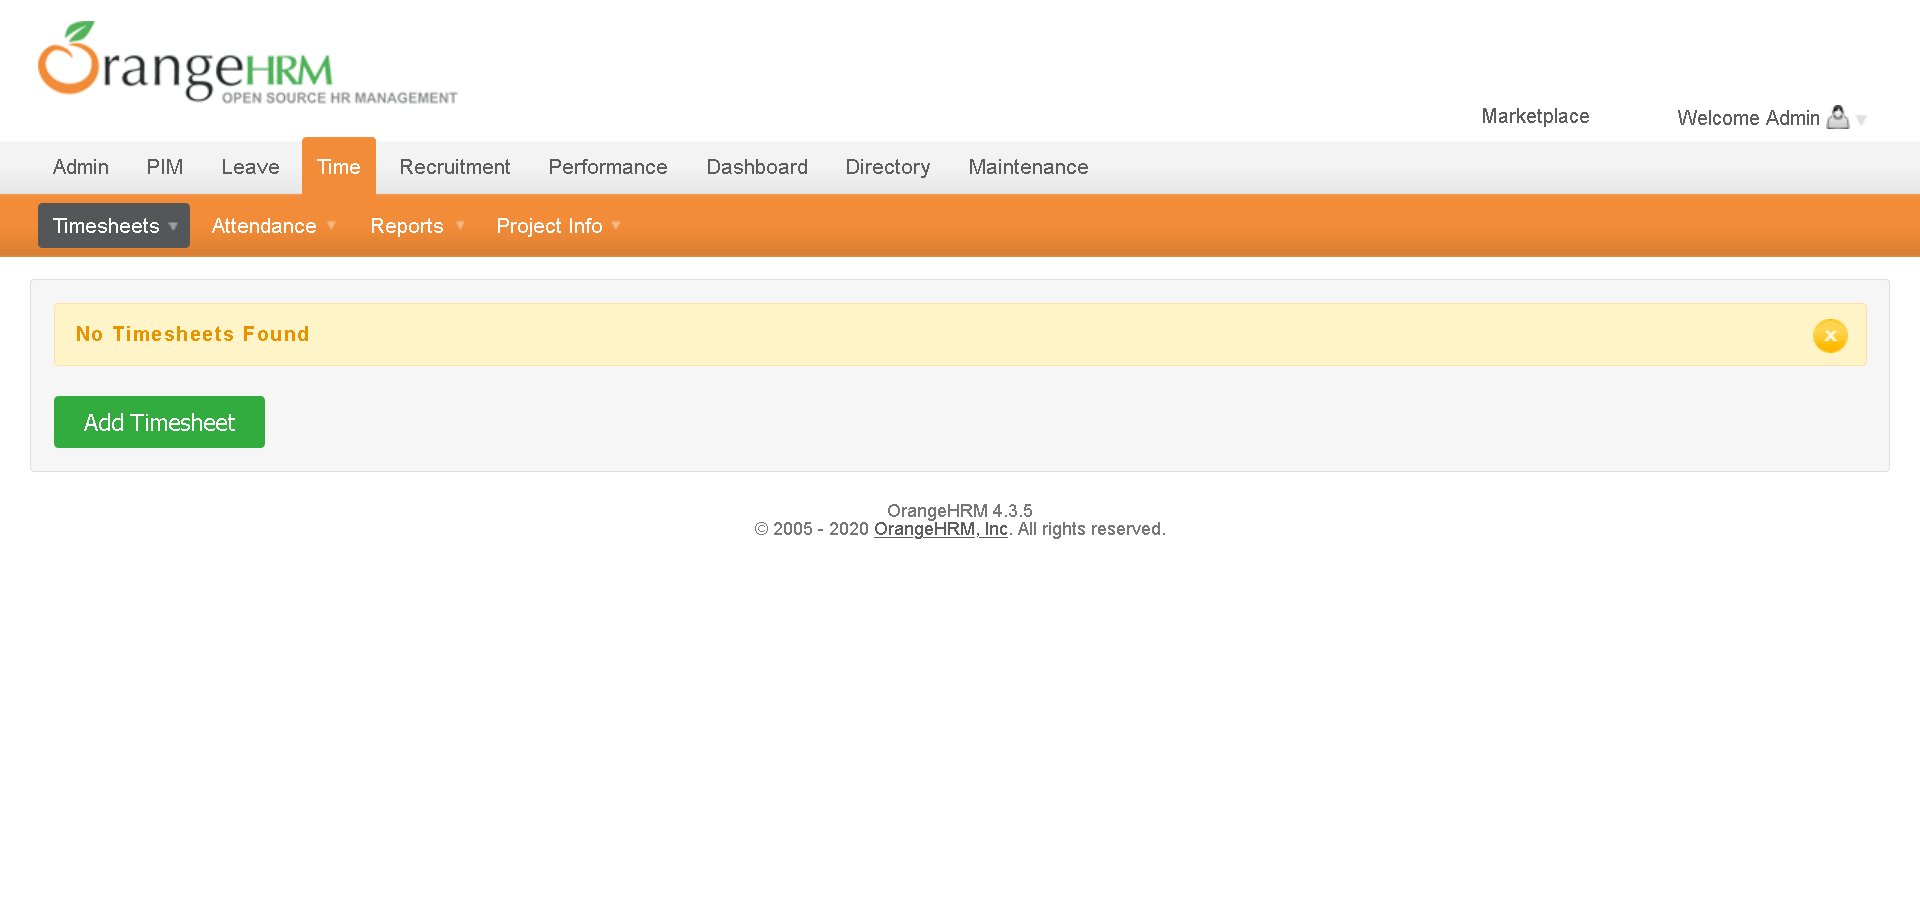 OrangeHRM
OPEN SOURCE HR MANAGEMENT
Marketplace
Welcome Admin
Admin PIM Leave Time Recruitment Performance Dashboard Directory Maintenance
Timesheets Attendance Reports Project Info
No Timesheets Found
Add Timesheet
OrangeHRM 4.3.5
© 2005 - 2020 OrangeHRM, Inc. All rights reserved.